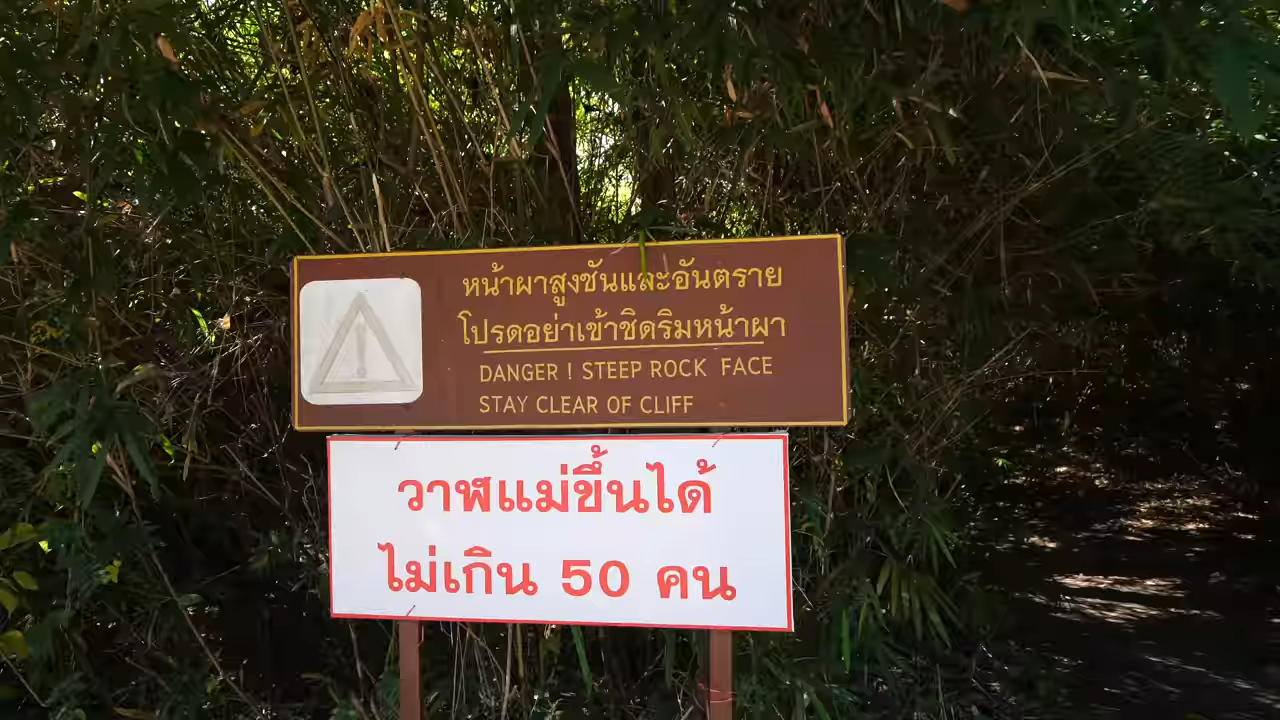 หน้าผาสูงชันและอันตราย
โปรดอย่าเข้าชิดริมหน้าผา
DANGER ! STEEP ROCK FACE
STAY CLEAR OF CLIFF
วาฬแม่ขึ้นได้
ไม่เกิน 50 คน